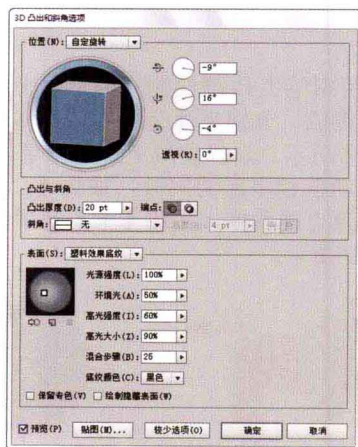 3D 凸出和斜角选项
位置(N): 自定旋转
-9°
16°
-4°
透视(R): 0°
凸出与斜角
凸出厚度(D): 20 pt 端点:
斜角: 无 4 pt
表面(S): 塑料效果底纹
光源强度(L): 100%
环境光(A): 50%
高光强度(I): 60%
高光大小(Z): 90%
混合步骤(B): 25
底纹颜色(C): 黑色
保留专色(V) 绘制隐藏表面(W)
预览(P) 贴图(M)... 较少选项(O) 确定 取消